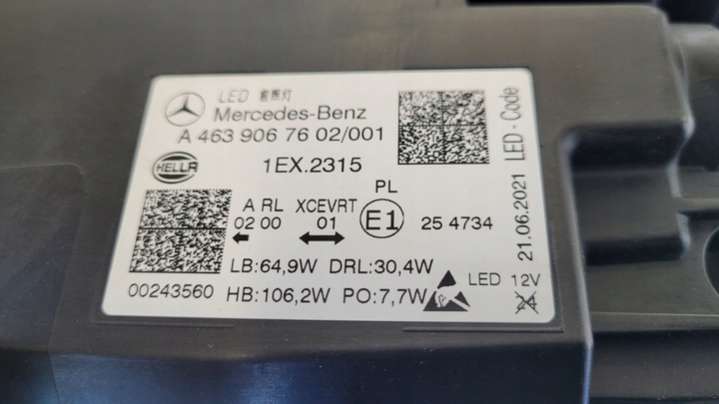 LED 前照灯
Mercedes-Benz
A 463 906 76 02/001
HELLA
1EX.2315
PL
A RL XCEVRT
02 00 01 E1 25 4734
LB:64,9W DRL:30,4W
00243560 HB:106,2W PO:7,7W
LED 12V
24
21.06.2021 LED-Code